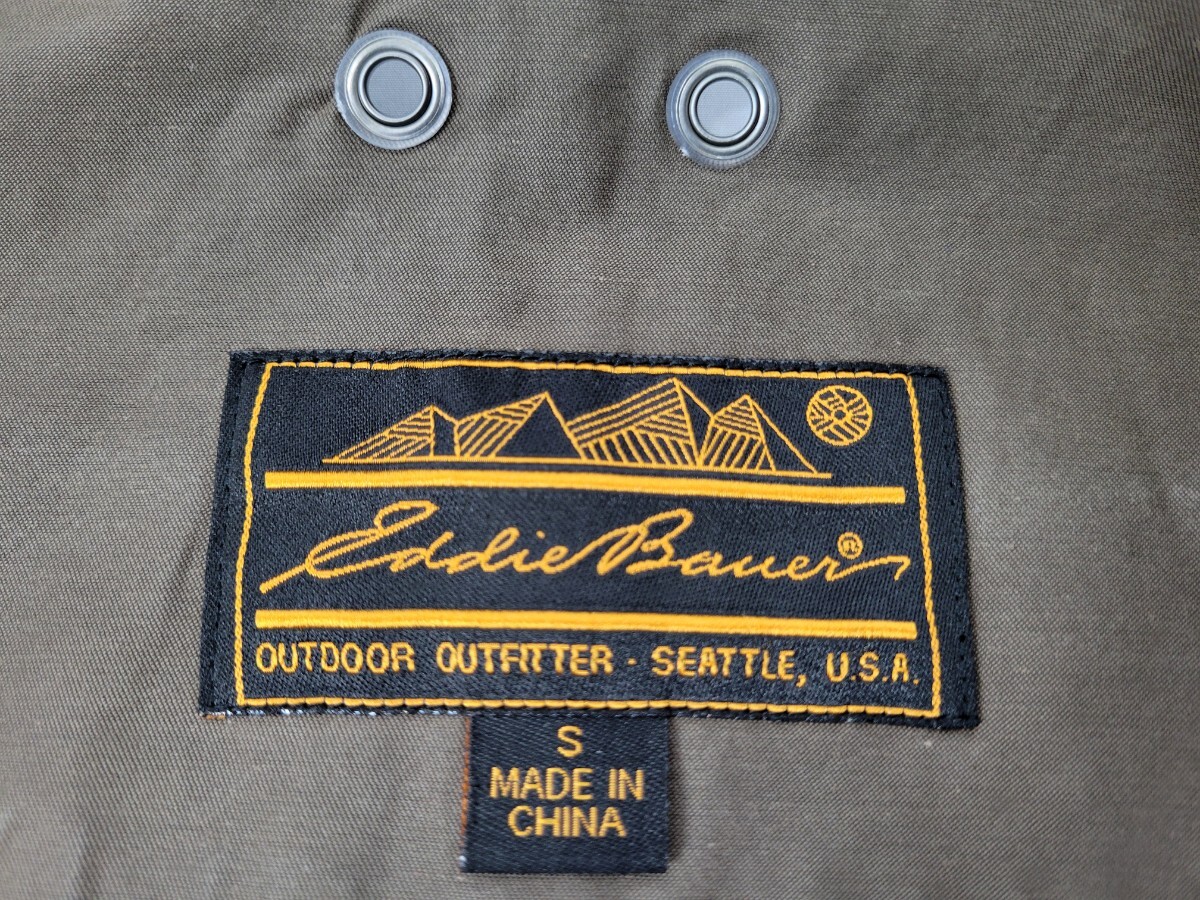 Eddie Bauer®
OUTDOOR OUTFITTER · SEATTLE, U.S.A.
S
MADE IN
CHINA